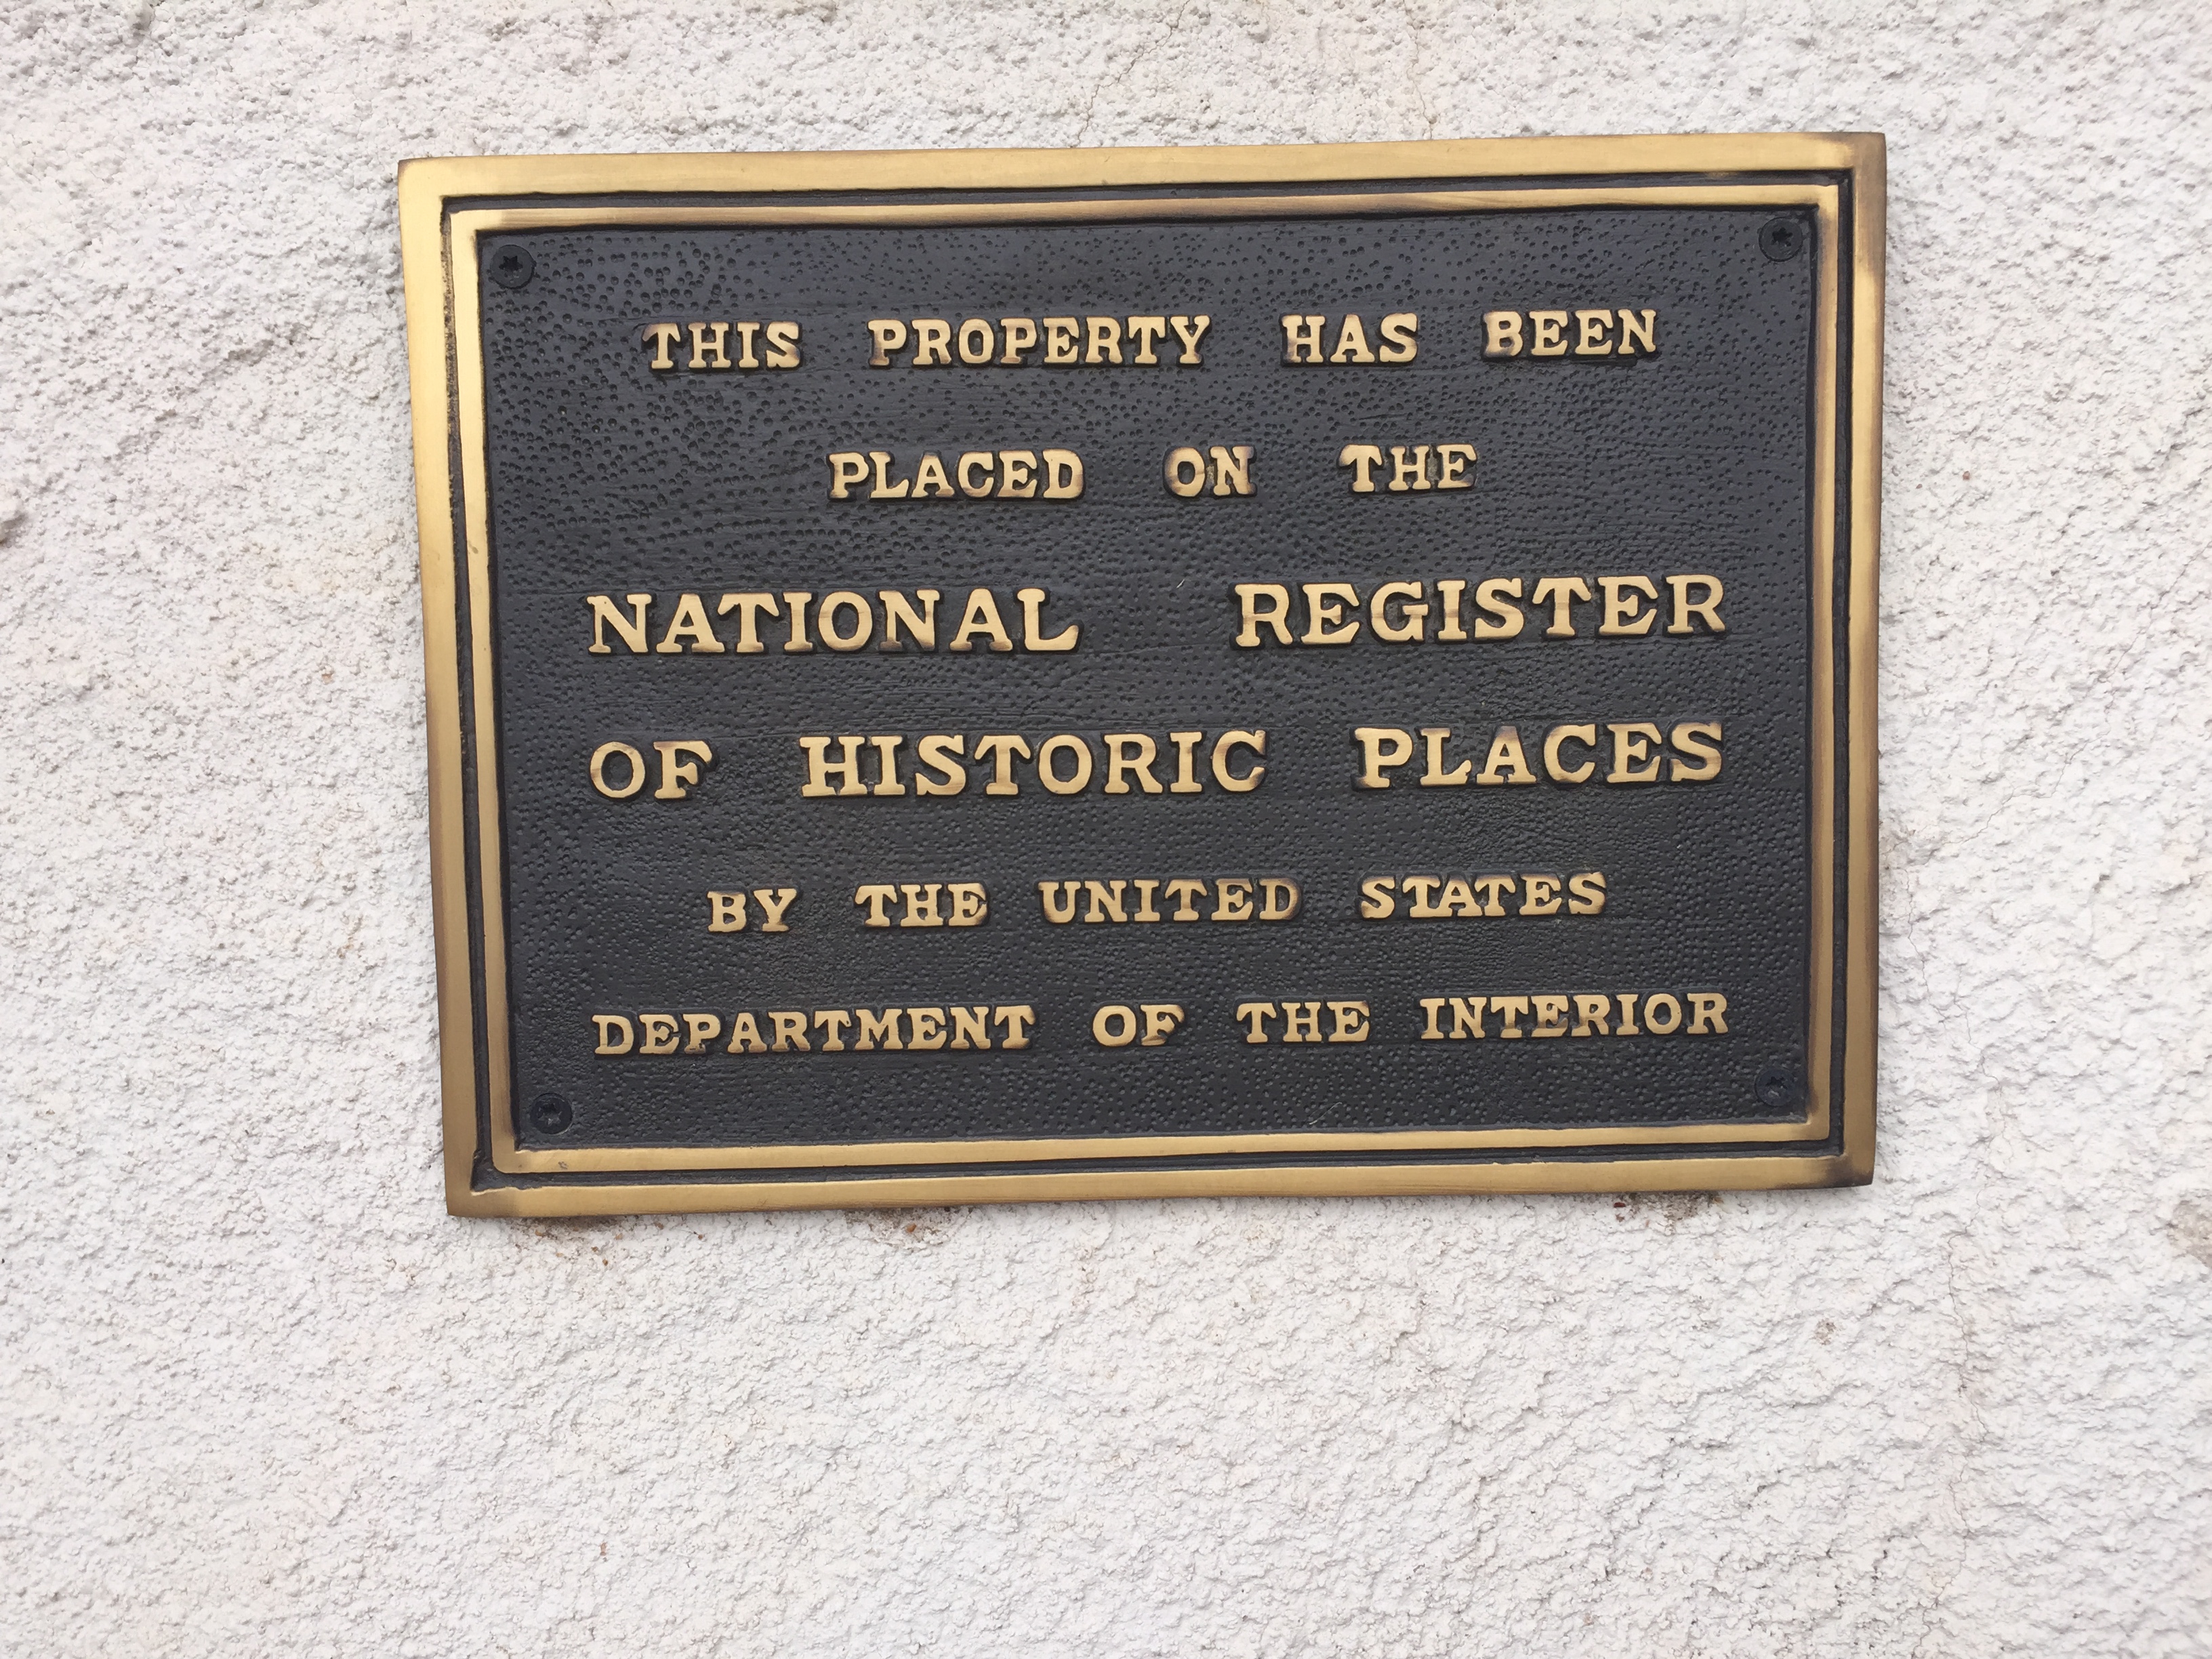 THIS PROPERTY HAS BEEN
PLACED ON THE
NATIONAL REGISTER
OF HISTORIC PLACES
BY THE UNITED STATES
DEPARTMENT OF THE INTERIOR